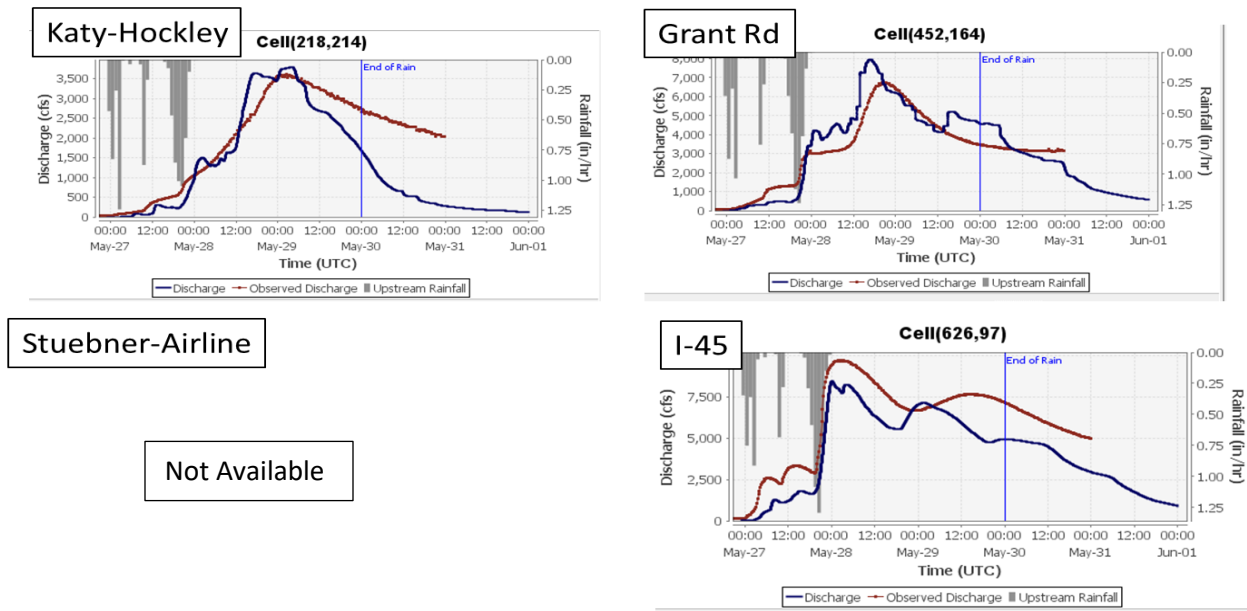 Katy-Hockley
Cell(218,214)
Discharge (cfs)
3,500
3,000
2,500
2,000
1,500
1,000
500
0
End of Rain
0.00
0.25
0.50
0.75
1.00
1.25
Rainfall (in/hr)
00:00 12:00 00:00 12:00 00:00 12:00 00:00 12:00 00:00 12:00 00:00
May-27 May-28 May-29 May-30 May-31 Jun-01
Time (UTC)
Discharge Observed Discharge Upstream Rainfall
Grant Rd
Cell(452,164)
Discharge (cfs)
8,000
7,000
6,000
5,000
4,000
3,000
2,000
1,000
0
End of Rain
0.00
0.25
0.50
0.75
1.00
1.25
Rainfall (in/hr)
00:00 12:00 00:00 12:00 00:00 12:00 00:00 12:00 00:00 12:00 00:00
May-27 May-28 May-29 May-30 May-31 Jun-01
Time (UTC)
Discharge Observed Discharge Upstream Rainfall
Stuebner-Airline
Not Available
I-45
Cell(626,97)
Discharge (cfs)
7,500
5,000
2,500
0
End of Rain
0.00
0.25
0.50
0.75
1.00
1.25
Rainfall (in/hr)
00:00 12:00 00:00 12:00 00:00 12:00 00:00 12:00 00:00 12:00 00:00
May-27 May-28 May-29 May-30 May-31 Jun-01
Time (UTC)
Discharge Observed Discharge Upstream Rainfall